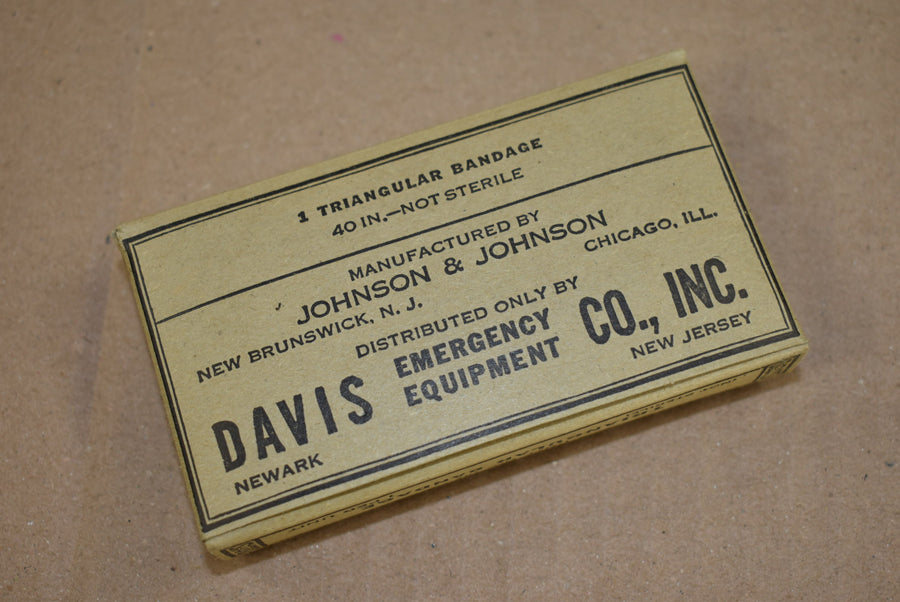 1 TRIANGULAR BANDAGE
40 IN.—NOT STERILE
MANUFACTURED BY
JOHNSON & JOHNSON
NEW BRUNSWICK, N. J. CHICAGO, ILL.
DISTRIBUTED ONLY BY
DAVIS EMERGENCY EQUIPMENT CO., INC.
NEWARK NEW JERSEY